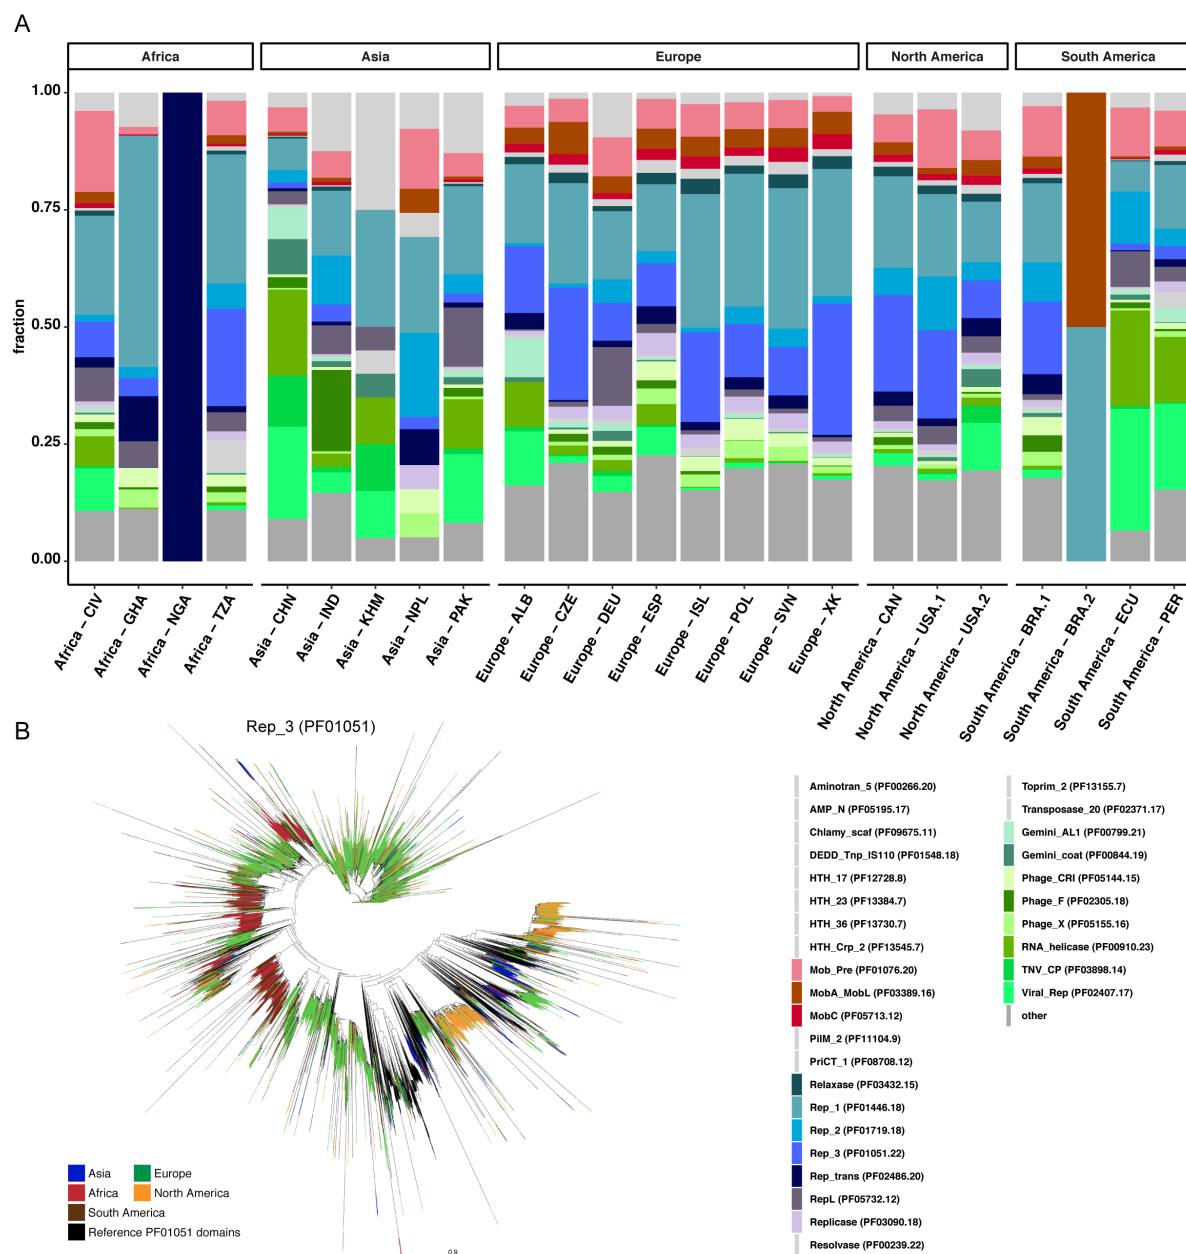 A
Africa
Asia
Europe
North America
South America
fraction
1.00
0.75
0.50
0.25
0.00
Africa – CIV
Africa – GHA
Africa – NGA
Africa – TZA
Asia – CHN
Asia – IND
Asia – KHM
Asia – NPL
Asia – PAK
Europe – ALB
Europe – CZE
Europe – DEU
Europe – ESP
Europe – ISL
Europe – POL
Europe – SVN
Europe – XK
North America – CAN
North America – USA.1
North America – USA.2
South America – BRA.1
South America – BRA.2
South America – ECU
South America – PER
B
Rep_3 (PF01051)
Asia
Europe
Africa
North America
South America
Reference PF01051 domains
0.9
Aminotran_5 (PF00266.20)
AMP_N (PF05195.17)
Chlamy_scaf (PF09675.11)
DEDD_Tnp_IS110 (PF01548.18)
HTH_17 (PF12728.8)
HTH_23 (PF13384.7)
HTH_36 (PF13730.7)
HTH_Crp_2 (PF13545.7)
Mob_Pre (PF01076.20)
MobA_MobL (PF03389.16)
MobC (PF05713.12)
PilM_2 (PF11104.9)
PriCT_1 (PF08708.12)
Relaxase (PF03432.15)
Rep_1 (PF01446.18)
Rep_2 (PF01719.18)
Rep_3 (PF01051.22)
Rep_trans (PF02486.20)
RepL (PF05732.12)
Replicase (PF03090.18)
Resolvase (PF00239.22)
Toprim_2 (PF13155.7)
Transposase_20 (PF02371.17)
Gemini_AL1 (PF00799.21)
Gemini_coat (PF00844.19)
Phage_CRI (PF05144.15)
Phage_F (PF02305.18)
Phage_X (PF05155.16)
RNA_helicase (PF00910.23)
TNV_CP (PF03898.14)
Viral_Rep (PF02407.17)
other